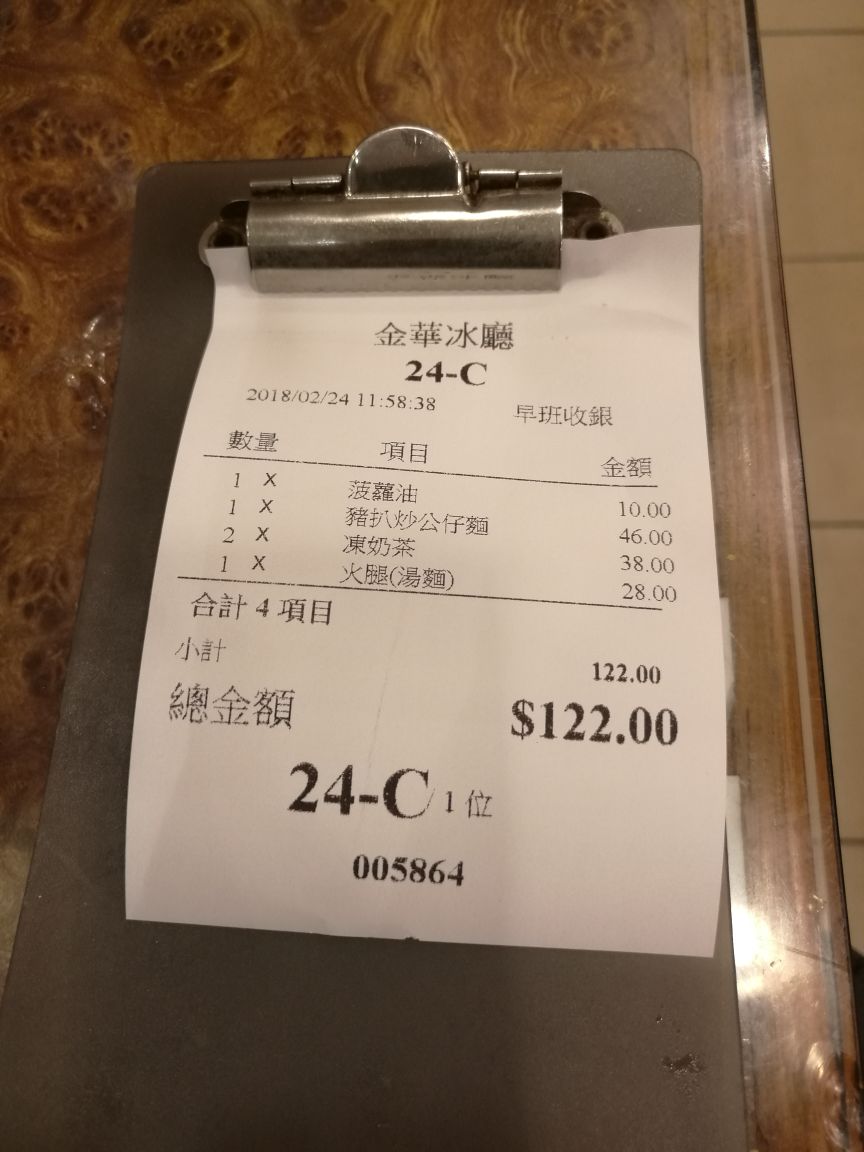 金華冰廳
24-C
2018/02/24 11:58:38 早班收銀
數量 項目 金額
1 X 菠蘿油 10.00
1 X 豬扒炒公仔麵 46.00
2 X 凍奶茶 38.00
1 X 火腿(湯麵) 28.00
合計 4 項目
小計 122.00
總金額 $122.00
24-C/1 位
005864